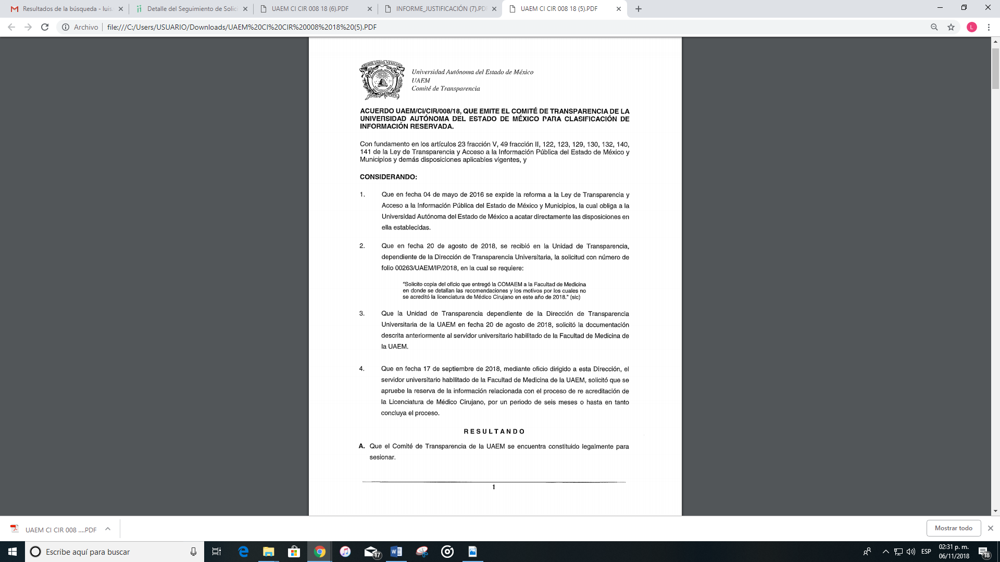 Resultados de la búsqueda - luis.
Detalle del Seguimiento de Solici
UAEM CI CIR 008 18 (6).PDF
INFORME_JUSTIFICACIÓN (7).PD
UAEM CI CIR 008 18 (5).PDF
Archivo
file:///C:/Users/USUARIO/Downloads/UAEM%20CI%20CIR%20008%2018%20(5).PDF
L
Universidad Autónoma del Estado de México
UAEM
Comité de Transparencia
ACUERDO UAEM/CI/CIR/008/18, QUE EMITE EL COMITÉ DE TRANSPARENCIA DE LA
UNIVERSIDAD AUTÓNOMA DEL ESTADO DE MÉXICO PARA CLASIFICACIÓN DE
INFORMACIÓN RESERVADA.
Con fundamento en los artículos 23 fracción V, 49 fracción II, 122, 123, 129, 130, 132, 140,
141 de la Ley de Transparencia y Acceso a la Información Pública del Estado de México y
Municipios y demás disposiciones aplicables vigentes, y
CONSIDERANDO:
1. Que en fecha 04 de mayo de 2016 se expide la reforma a la Ley de Transparencia y
Acceso a la Información Pública del Estado de México y Municipios, la cual obliga a la
Universidad Autónoma del Estado de México a acatar directamente las disposiciones en
ella establecidas.
2. Que en fecha 20 de agosto de 2018, se recibió en la Unidad de Transparencia,
dependiente de la Dirección de Transparencia Universitaria, la solicitud con número de
folio 00263/UAEM/IP/2018, en la cual se requiere:
"Solicito copia del oficio que entregó la COMAEM a la Facultad de Medicina
en donde se detallan las recomendaciones y los motivos por los cuales no
se acreditó la licenciatura de Médico Cirujano en este año de 2018." (sic)
3. Que la Unidad de Transparencia dependiente de la Dirección de Transparencia
Universitaria de la UAEM en fecha 20 de agosto de 2018, solicitó la documentación
descrita anteriormente al servidor universitario habilitado de la Facultad de Medicina de
la UAEM.
4. Que en fecha 17 de septiembre de 2018, mediante oficio dirigido a esta Dirección, el
servidor universitario habilitado de la Facultad de Medicina de la UAEM, solicitó que se
apruebe la reserva de la información relacionada con el proceso de re acreditación de
la Licenciatura de Médico Cirujano, por un periodo de seis meses o hasta en tanto
concluya el proceso.
RESULTANDO
A. Que el Comité de Transparencia de la UAEM se encuentra constituido legalmente para
sesionar.
1
UAEM CI CIR 008 ....PDF
Mostrar todo
Escribe aquí para buscar
17
ESP
02:31 p. m.
06/11/2018
18